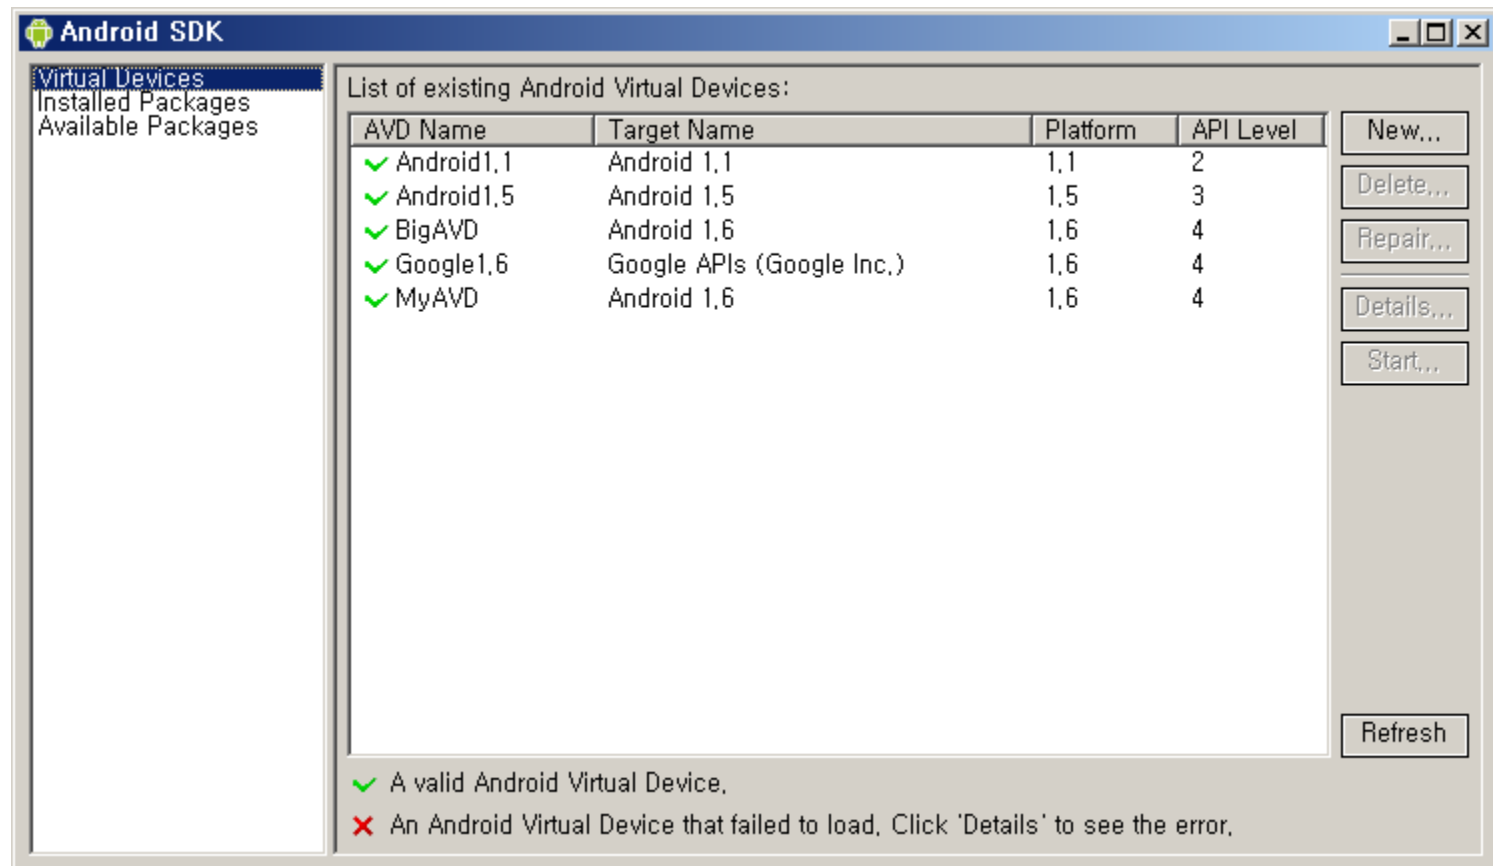 Android SDK
Virtual Devices
Installed Packages
Available Packages
List of existing Android Virtual Devices:
AVD Name Target Name Platform API Level
Android1,1 Android 1,1 1,1 2
Android1,5 Android 1,5 1,5 3
BigAVD Android 1,6 1,6 4
Google1,6 Google APIs (Google Inc,) 1,6 4
MyAVD Android 1,6 1,6 4
New,,,
Delete,,,
Repair,,,
Details,,,
Start,,,
Refresh
A valid Android Virtual Device,
An Android Virtual Device that failed to load, Click 'Details' to see the error,